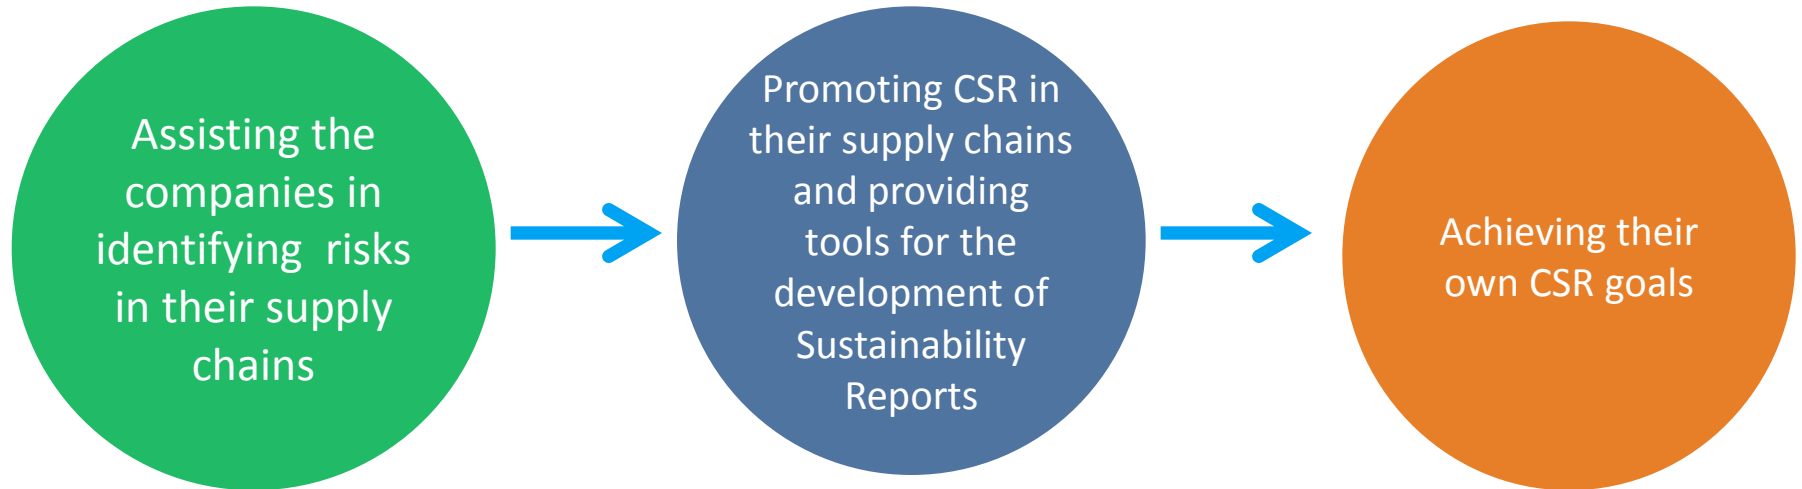 Assisting the
companies in
identifying  risks
in their supply
chains
Promoting CSR in
their supply chains
and providing
tools for the
development of
Sustainability
Reports
Achieving their
own CSR goals